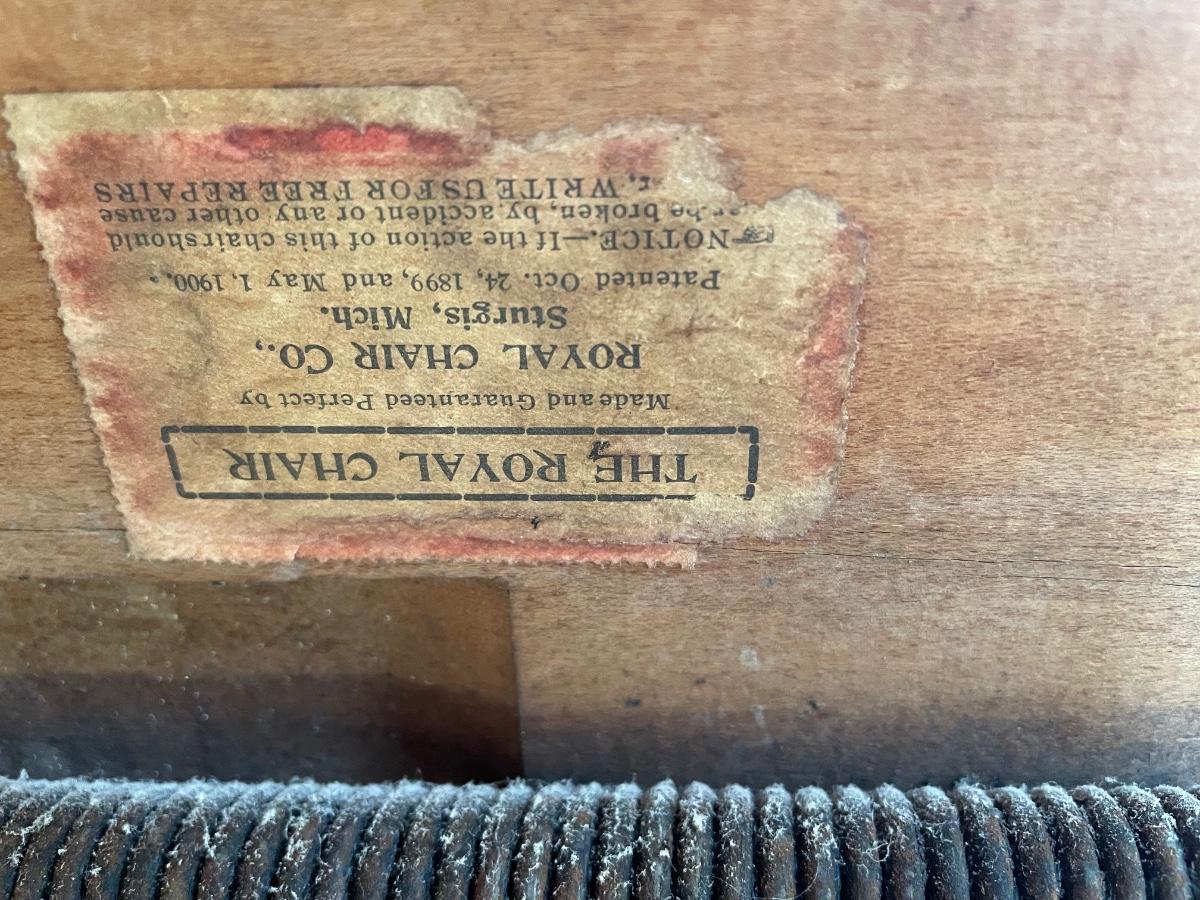 THE ROYAL CHAIR
Made and Guaranteed Perfect by
ROYAL CHAIR CO.,
Sturgis, Mich.
Patented Oct. 24, 1899, and May 1, 1900.
☞NOTICE.—If the action of this chair should
be broken, by accident or any other cause
r, WRITE US FOR FREE REPAIRS